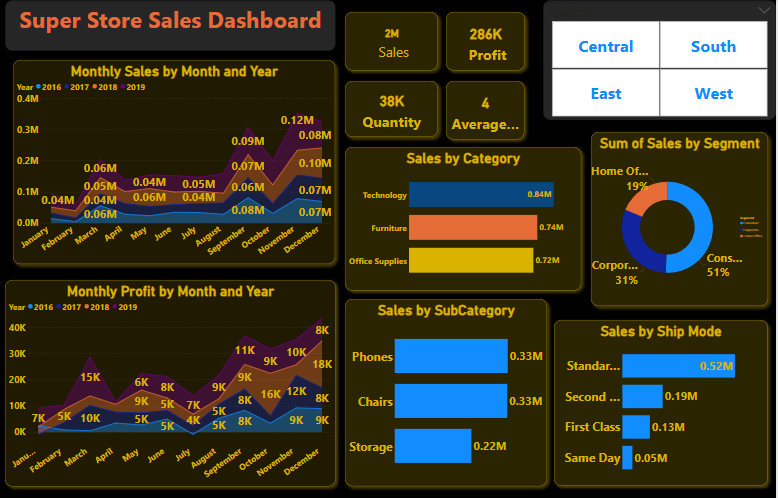 Super Store Sales Dashboard
2M
Sales
286K
Profit
38K
Quantity
4
Average...
Central
South
East
West
Monthly Sales by Month and Year
Year 2016 2017 2018 2019
0.4M
0.3M
0.2M
0.1M
0.0M
0.04M
0.04M
0.06M
0.05M
0.04M
0.06M
0.04M
0.06M
0.05M
0.04M
0.09M
0.07M
0.06M
0.08M
0.12M
0.08M
0.10M
0.07M
0.07M
January
February
March
April
May
June
July
August
September
October
November
December
Sales by Category
Technology
0.84M
Furniture
0.74M
Office Supplies
0.72M
Sum of Sales by Segment
Home Of...
19%
Corpor...
31%
Cons...
51%
Segment
Monthly Profit by Month and Year
Year 2016 2017 2018 2019
40K
30K
20K
10K
0K
7K
5K
15K
10K
6K
9K
5K
8K
5K
5K
7K
4K
9K
5K
5K
11K
9K
8K
8K
9K
16K
10K
12K
9K
8K
18K
8K
9K
Janu...
February
March
April
May
June
July
August
September
October
November
December
Sales by SubCategory
Phones
0.33M
Chairs
0.33M
Storage
0.22M
Sales by Ship Mode
Standar...
0.52M
Second ...
0.19M
First Class
0.13M
Same Day
0.05M